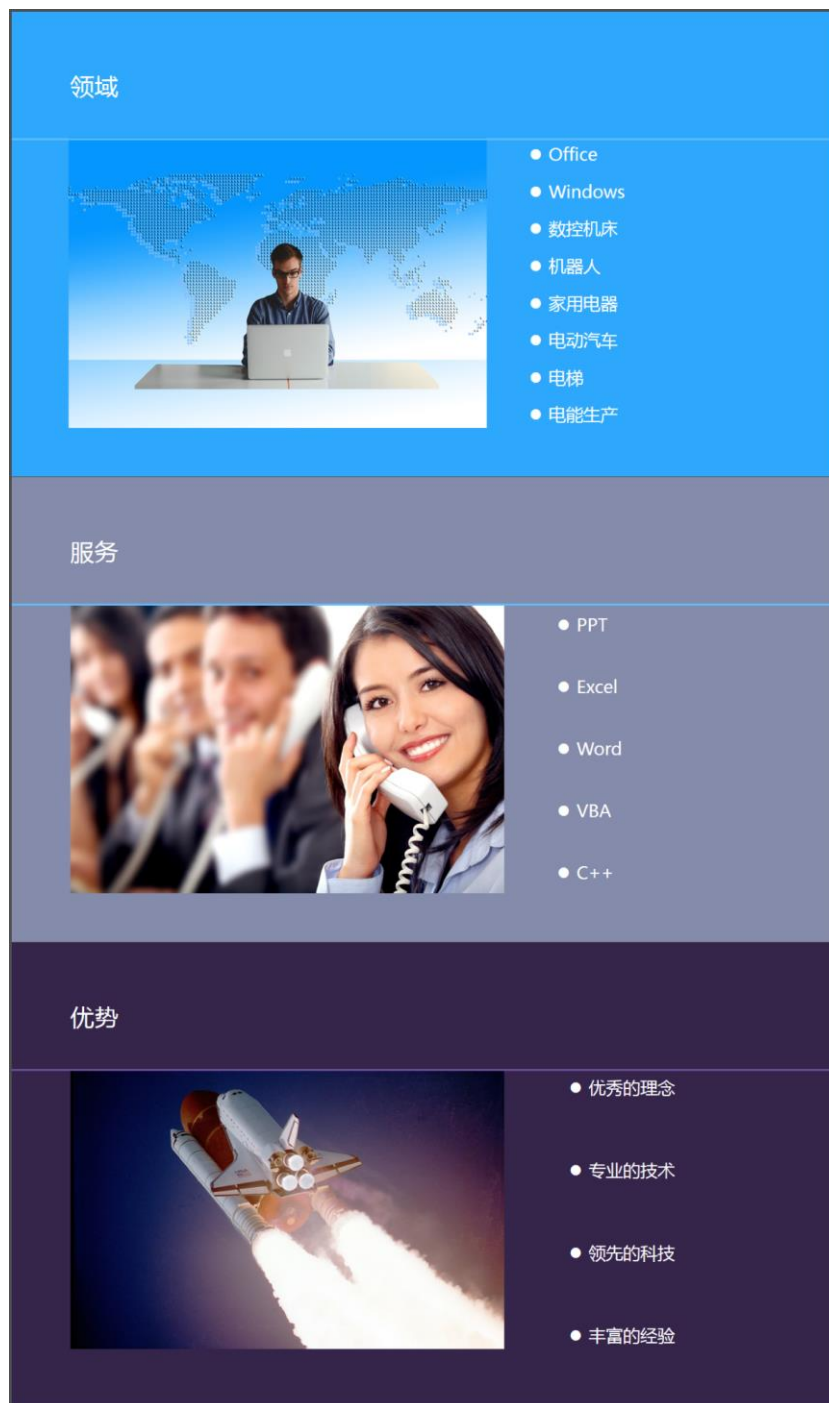 领域
● Office
● Windows
● 数控机床
● 机器人
● 家用电器
● 电动汽车
● 电梯
● 电能生产
服务
● PPT
● Excel
● Word
● VBA
● C++
优势
● 优秀的理念
● 专业的技术
● 领先的科技
● 丰富的经验